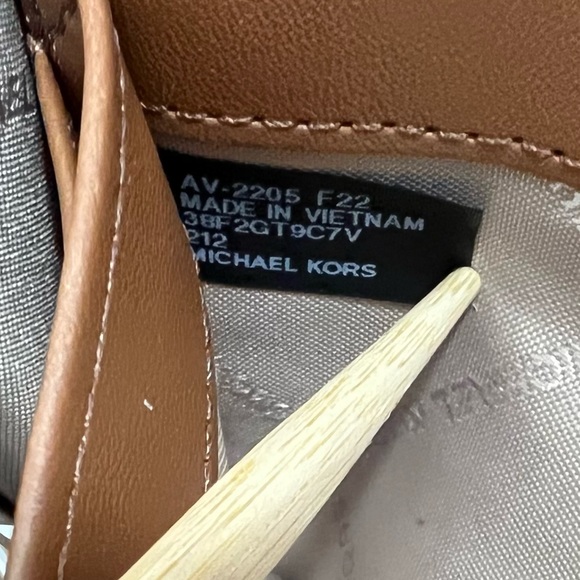 AV-2205 F22
MADE IN VIETNAM
38F2GT9C7V
212
MICHAEL KORS